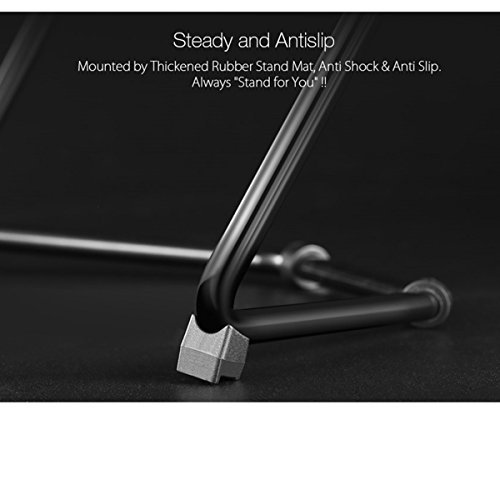 Steady and Antislip
Mounted by Thickened Rubber Stand Mat, Anti Shock & Anti Slip.
Always "Stand for You" !!